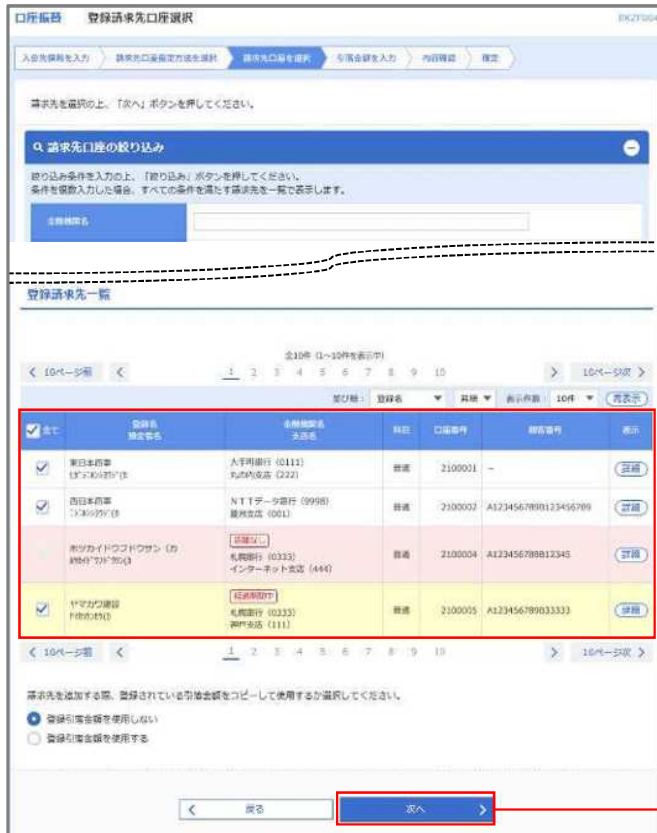 口座振替 登録請求先口座選択
入金先情報を入力 請求先口座指定方法を選択 請求先口座を選択 引落金額を入力 内容確認 確定
請求先を選択の上、「次へ」ボタンを押してください。
請求先口座の絞り込み
絞り込み条件を入力の上、「絞り込み」ボタンを押してください。
条件を複数入力した場合、すべての条件を満たす請求先を一覧で表示します。
金融機関名
登録請求先一覧
全10件 (1~10件を表示中)
< 10ページ前 < 1 2 3 4 5 6 7 8 9 10 > 10ページ次 >
並び順: 登録名 昇順 表示件数: 10件 再表示
全て 登録名 金融機関名 科目 口座番号 顧客番号 表示
預金者名 支店名
東日本商事 大手町銀行 (0111) 普通 2100001 - 詳細
丸の内支店 (222)
西日本商事 NTTデータ銀行 (9998) 普通 2100002 A1234567890123456789 詳細
豊洲支店 (001)
ホツカイドウフドウサン (カ 店舗なし 普通 2100004 A12345678912345 詳細
札幌銀行 (0333)
インターネット支店 (444)
ヤマカワ建設 経過期間中 普通 2100005 A123456789033333 詳細
札幌銀行 (0333)
神戸支店 (111)
< 10ページ前 < 1 2 3 4 5 6 7 8 9 10 > 10ページ次 >
請求先を追加する際、登録されている引落金額をコピーして使用するか選択してください。
登録引落金額を使用しない
登録引落金額を使用する
< 戻る 次へ >